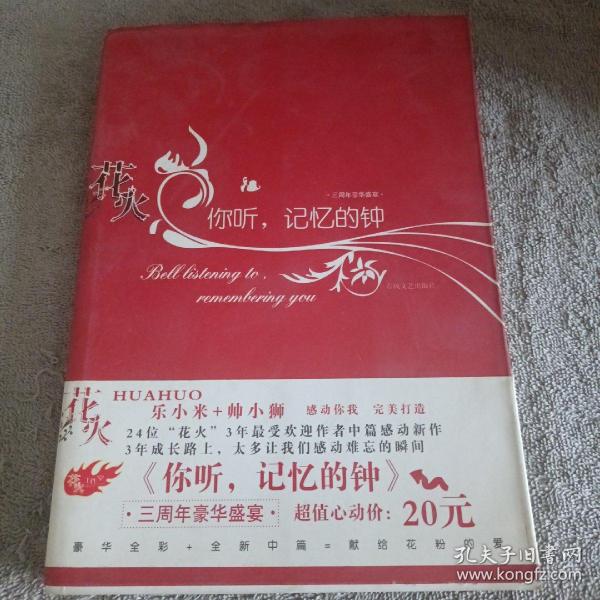 花火
·三周年豪华盛宴·
你听，记忆的钟
Bell listening to,
remembering you
花火
HUAHUO
乐小米+帅小狮 感动你我 完美打造
24位“花火”3年最受欢迎作者中篇感动新作
3年成长路上，太多让我们感动难忘的瞬间
《你听，记忆的钟》
·三周年豪华盛宴· 超值心动价：20元
豪华全彩+全新中篇=献给花粉的爱
孔夫子旧书网
www.kongfz.com